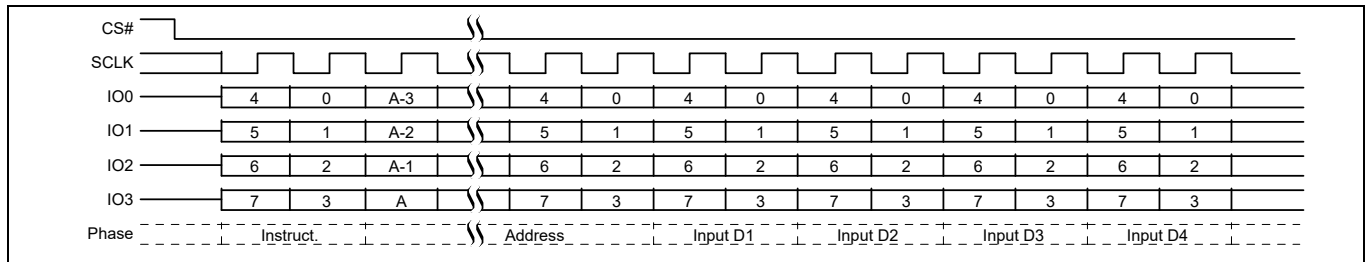 CS#
SCLK
IO0 4 0 A-3 4 0 4 0 4 0 4 0 4 0
IO1 5 1 A-2 5 1 5 1 5 1 5 1 5 1
IO2 6 2 A-1 6 2 6 2 6 2 6 2 6 2
IO3 7 3 A 7 3 7 3 7 3 7 3 7 3
Phase Instruct. Address Input D1 Input D2 Input D3 Input D4